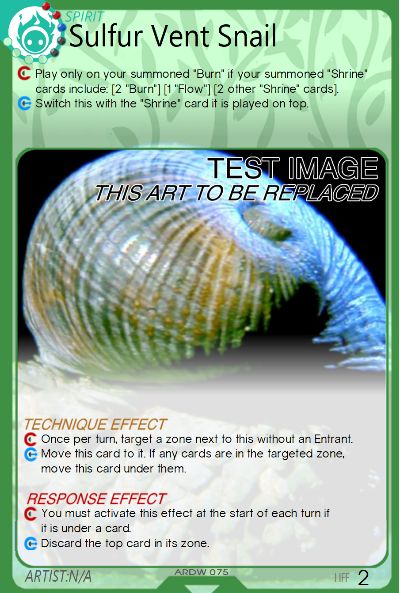 SPIRIT
Sulfur Vent Snail
C Play only on your summoned "Burn" if your summoned "Shrine"
cards include: [2 "Burn"] [1 "Flow"] [2 other "Shrine" cards].
Switch this with the "Shrine" card it is played on top.
TEST IMAGE
THIS ART TO BE REPLACED
TECHNIQUE EFFECT
C Once per turn, target a zone next to this without an Entrant.
Move this card to it. If any cards are in the targeted zone,
move this card under them.
RESPONSE EFFECT
C You must activate this effect at the start of each turn if
it is under a card.
Discard the top card in its zone.
ARTIST:N/A
ARDW 075
2